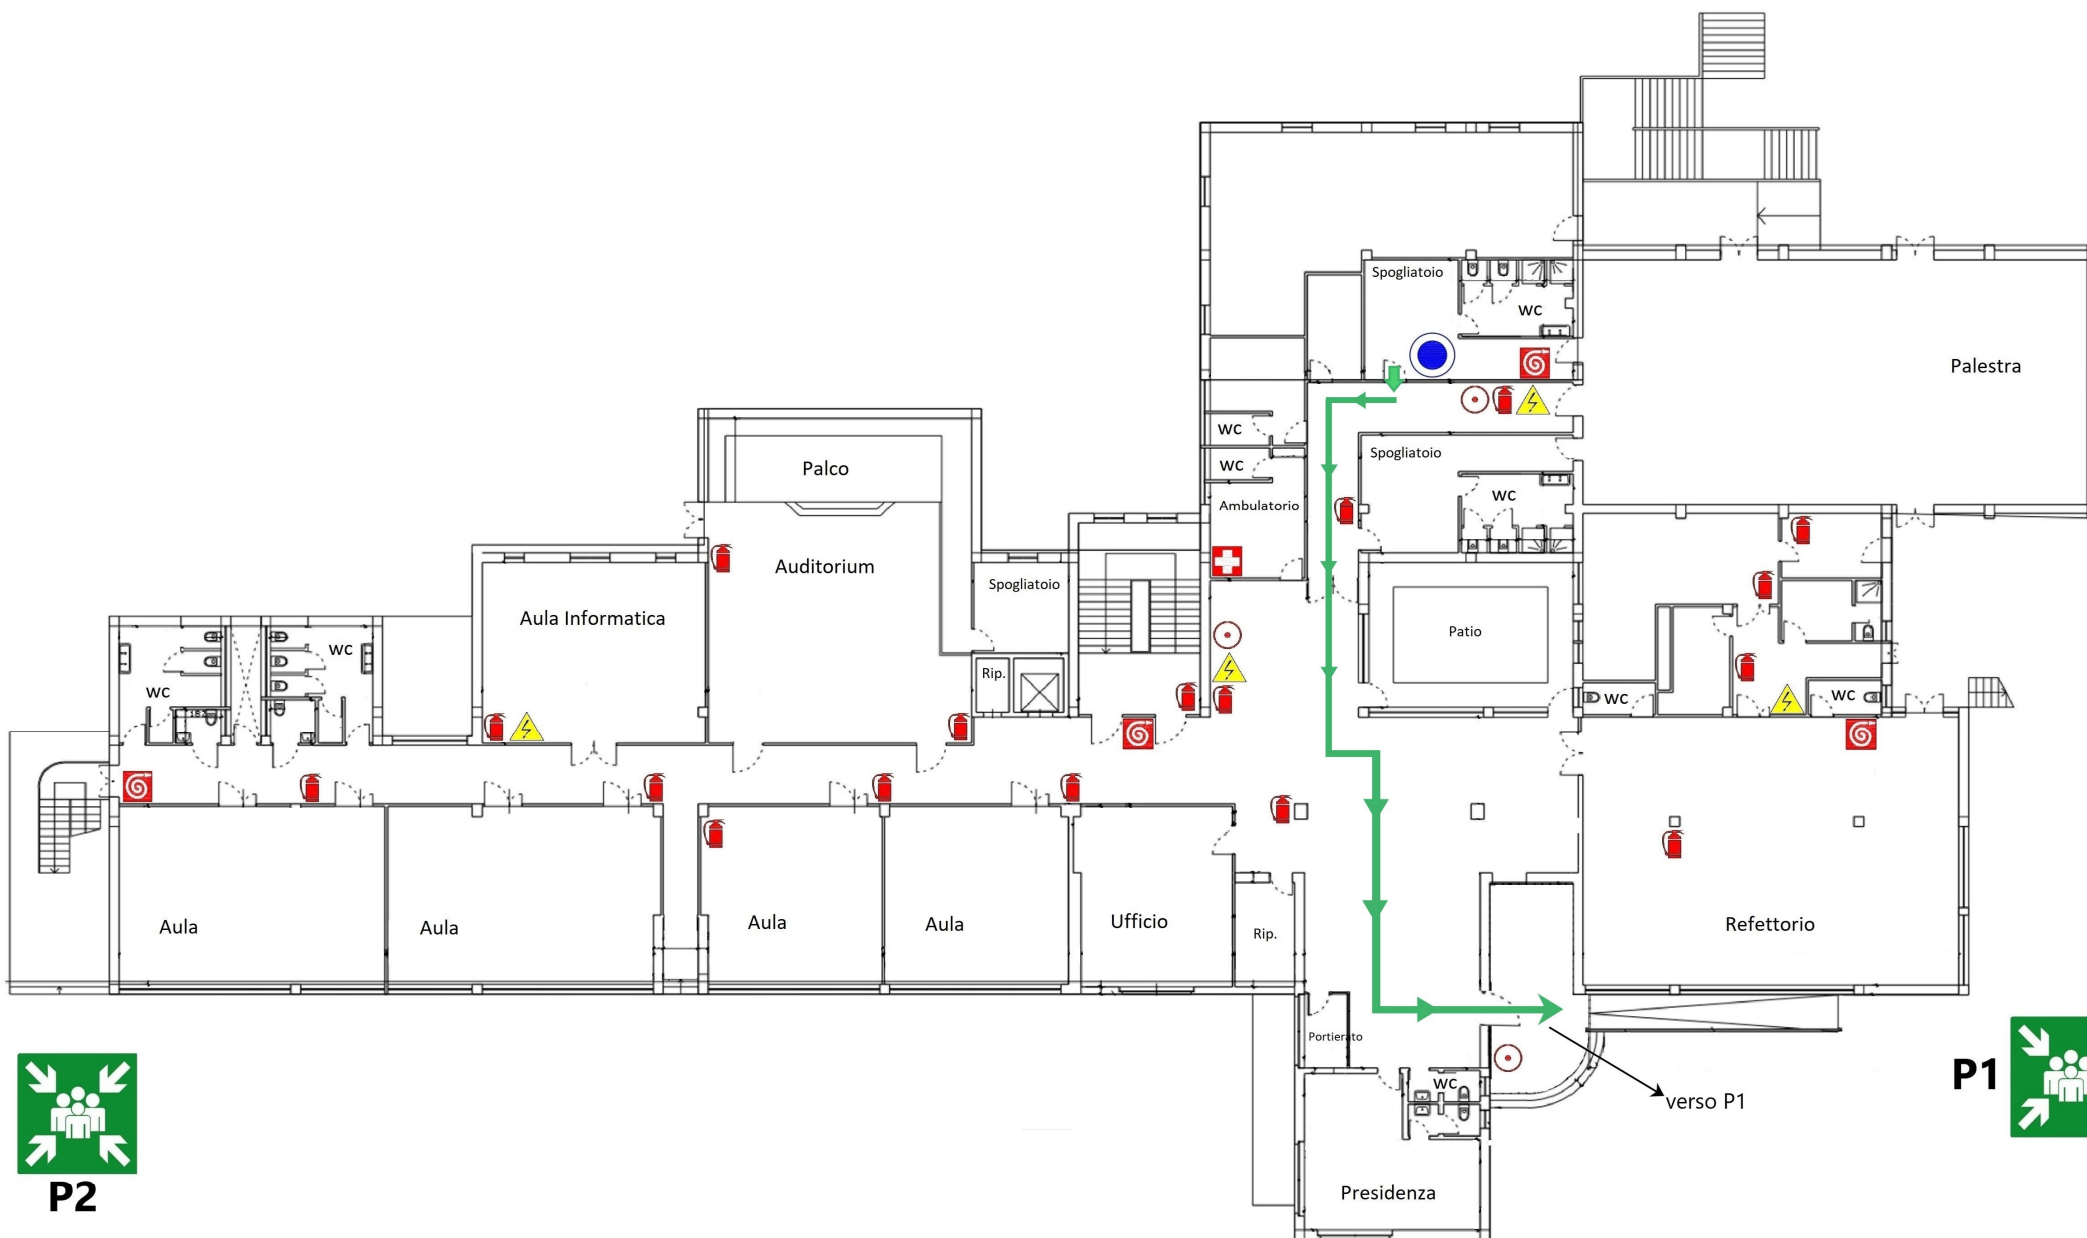 Spogliatoio
wc
Palestra
wc
wc
Spogliatoio
wc
Ambulatorio
Palco
Auditorium
Spogliatoio
Aula Informatica
Patio
wc
wc
Rip.
wc
wc
Aula
Aula
Aula
Aula
Ufficio
Rip.
Refettorio
Portierato
wc
verso P1
P1
P2
Presidenza